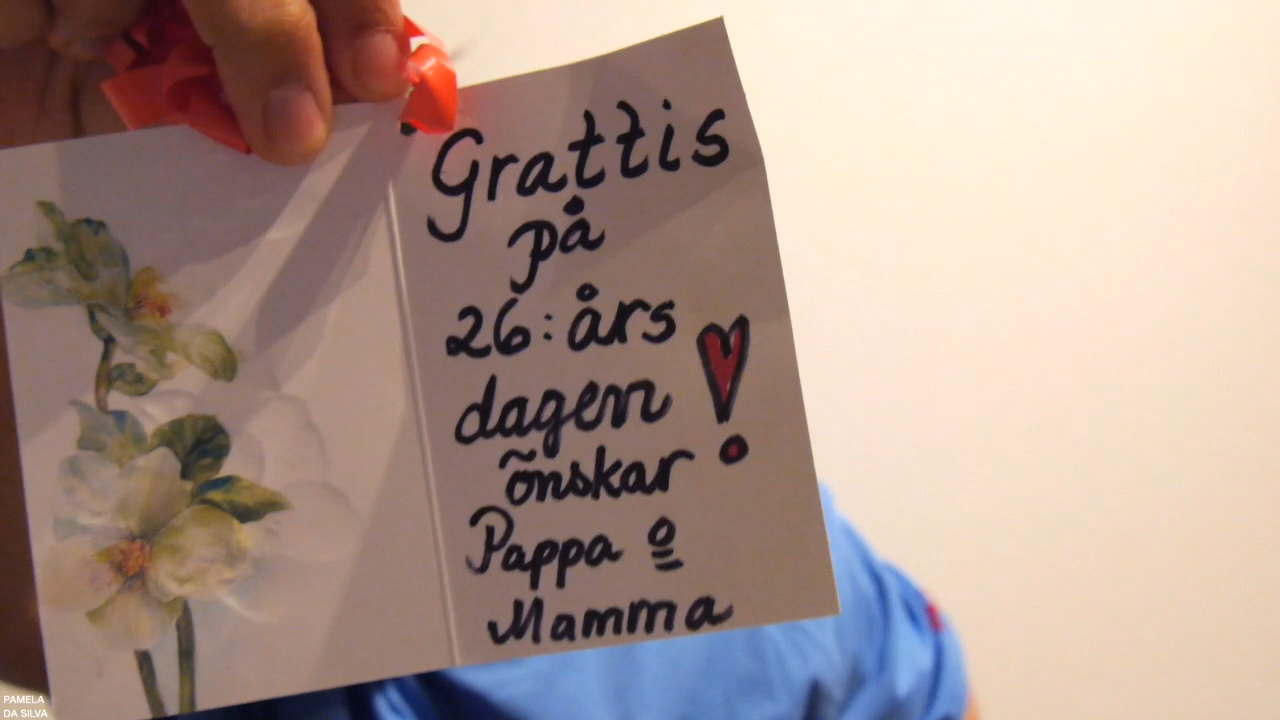 Grattis
på
26:års
dagen
önskar
Pappa o
Mamma
PAMELA
DA SILVA